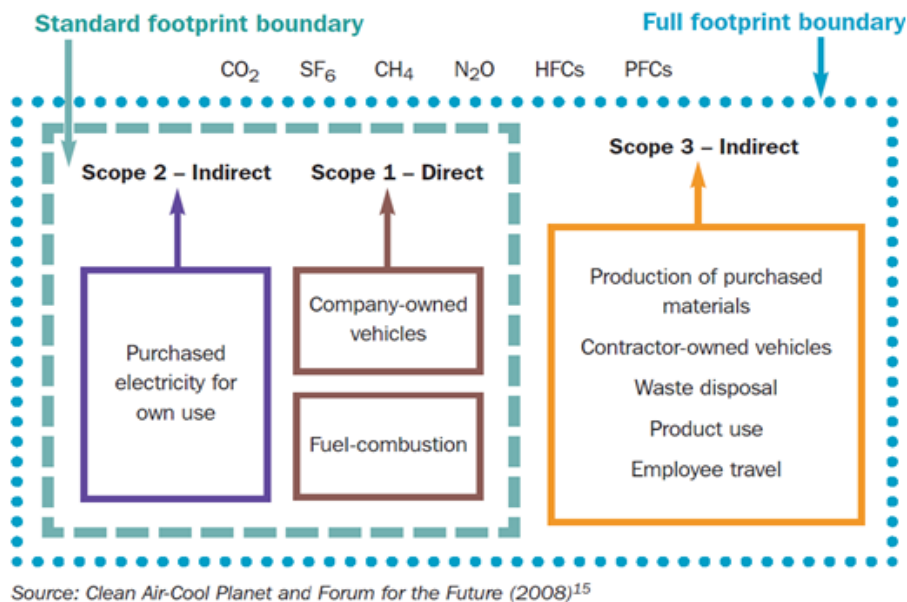 Standard footprint boundary
Full footprint boundary
CO₂ SF₆ CH₄ N₂O HFCs PFCs
Scope 2 – Indirect
Scope 1 – Direct
Scope 3 – Indirect
Purchased
electricity for
own use
Company-owned
vehicles
Fuel-combustion
Production of purchased
materials
Contractor-owned vehicles
Waste disposal
Product use
Employee travel
Source: Clean Air-Cool Planet and Forum for the Future (2008)¹⁵